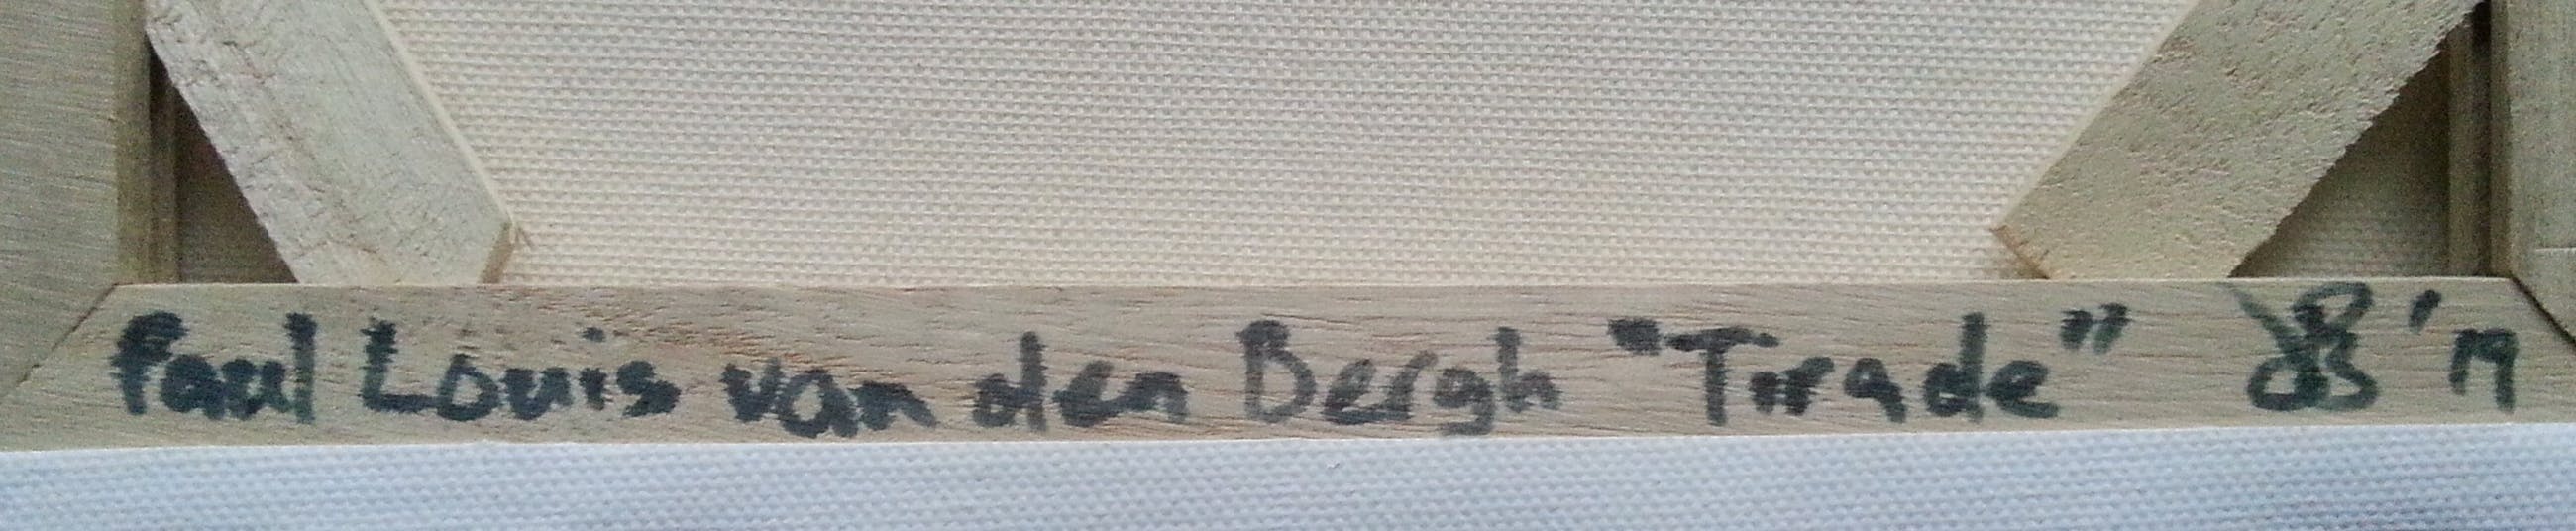 Paul Louis van den Bergh "Tirade" '19